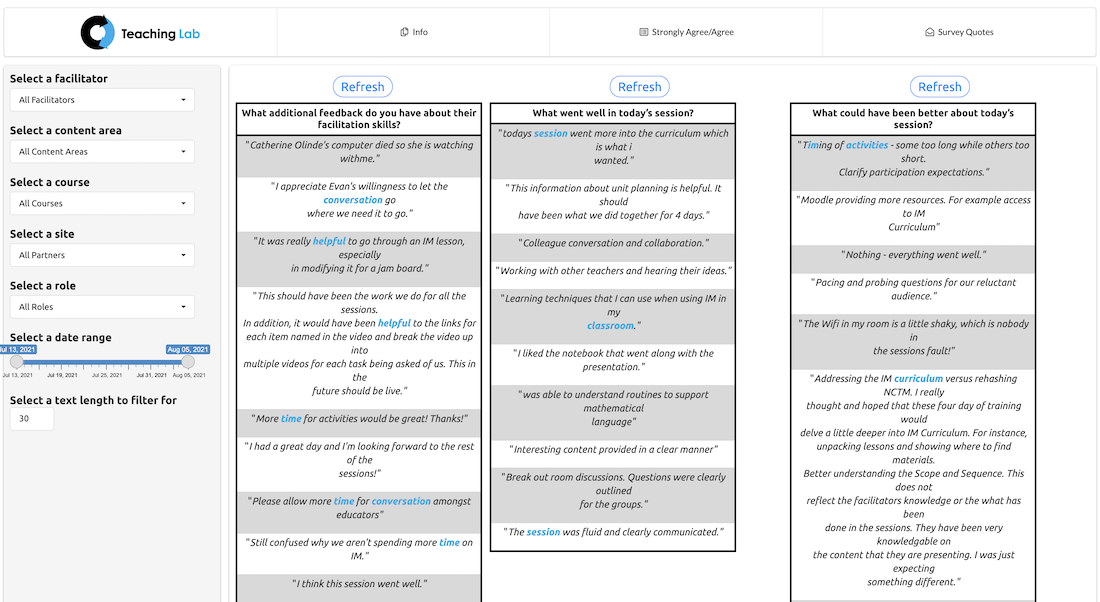 Teaching Lab
Info
Strongly Agree/Agree
Survey Quotes
Select a facilitator
All Facilitators
Select a content area
All Content Areas
Select a course
All Courses
Select a site
All Partners
Select a role
All Roles
Select a date range
Jul 13, 2021
Aug 05, 2021
Jul 13, 2021 Jul 19, 2021 Jul 25, 2021 Jul 31, 2021 Aug 05, 2021
Select a text length to filter for
30
Refresh
What additional feedback do you have about their
facilitation skills?
"Catherine Olinde's computer died so she is watching
withme."
"I appreciate Evan's willingness to let the
conversation go
where we need it to go."
"It was really helpful to go through an IM lesson,
especially
in modifying it for a jam board."
"This should have been the work we do for all the
sessions.
In addition, it would have been helpful to the links for
each item named in the video and break the video up
into
multiple videos for each task being asked of us. This in
the
future should be live."
"More time for activities would be great! Thanks!"
"I had a great day and I'm looking forward to the rest
of the
sessions!"
"Please allow more time for conversation amongst
educators"
"Still confused why we aren't spending more time on
IM."
"I think this session went well."
Refresh
What went well in today's session?
"todays session went more into the curriculum which
is what i
wanted."
"This information about unit planning is helpful. It
should
have been what we did together for 4 days."
"Colleague conversation and collaboration."
"Working with other teachers and hearing their ideas."
"Learning techniques that I can use when using IM in
my
classroom."
"I liked the notebook that went along with the
presentation."
"was able to understand routines to support
mathematical
language"
"Interesting content provided in a clear manner"
"Break out room discussions. Questions were clearly
outlined
for the groups."
"The session was fluid and clearly communicated."
Refresh
What could have been better about today's
session?
"Timing of activities - some too long while others too
short.
Clarify participation expectations."
"Moodle providing more resources. For example access
to IM
Curriculum"
"Nothing - everything went well."
"Pacing and probing questions for our reluctant
audience."
"The Wifi in my room is a little shaky, which is nobody
in
the sessions fault!"
"Addressing the IM curriculum versus rehashing
NCTM. I really
thought and hoped that these four day of training
would
delve a little deeper into IM Curriculum. For instance,
unpacking lessons and showing where to find
materials.
Better understanding the Scope and Sequence. This
does not
reflect the facilitators knowledge or the what has
been
done in the sessions. They have been very
knowledgable on
the content that they are presenting. I was just
expecting
something different."